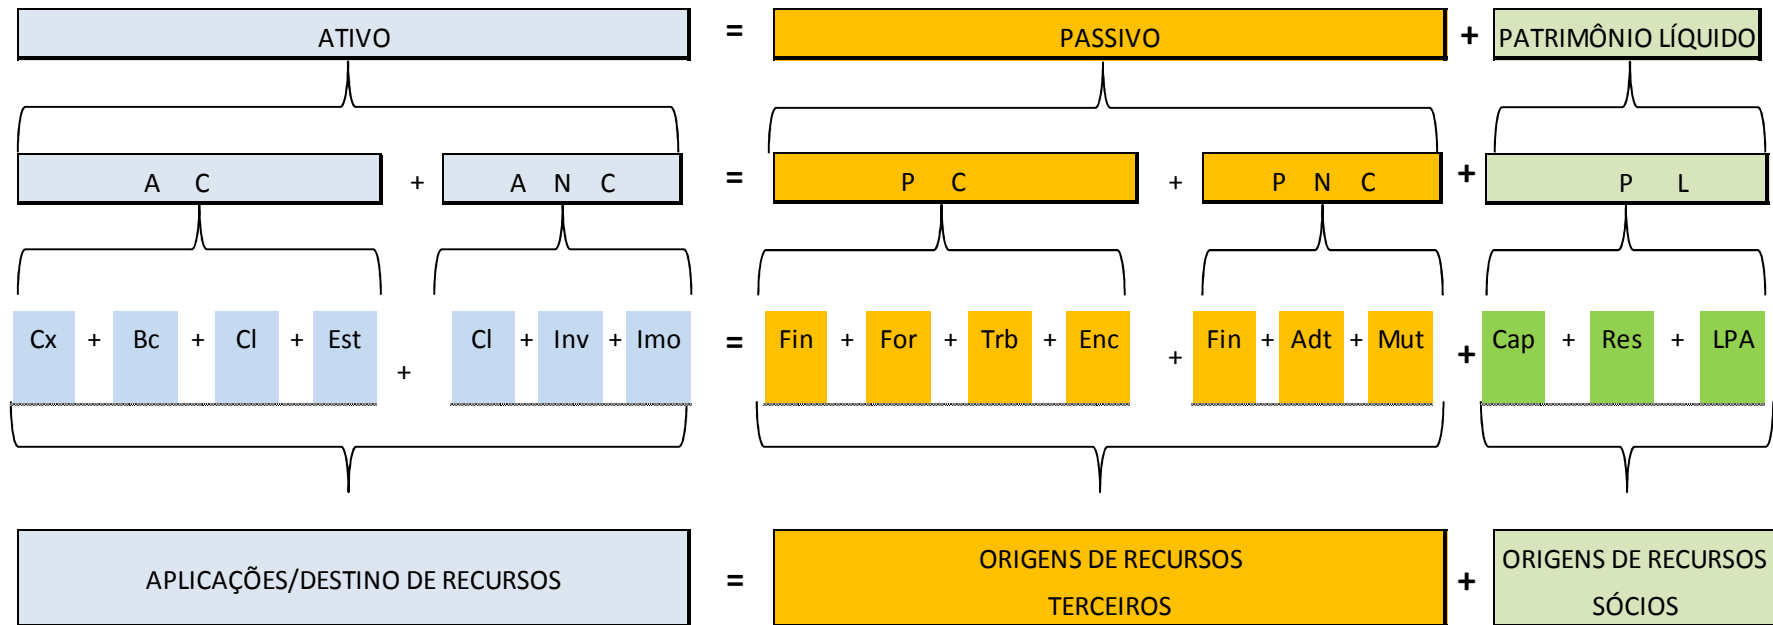 ATIVO = PASSIVO + PATRIMÔNIO LÍQUIDO
A C + A N C = P C + P N C + P L
Cx + Bc + Cl + Est + Cl + Inv + Imo = Fin + For + Trb + Enc + Fin + Adt + Mut + Cap + Res + LPA
APLICAÇÕES/DESTINO DE RECURSOS = ORIGENS DE RECURSOS TERCEIROS + ORIGENS DE RECURSOS SÓCIOS